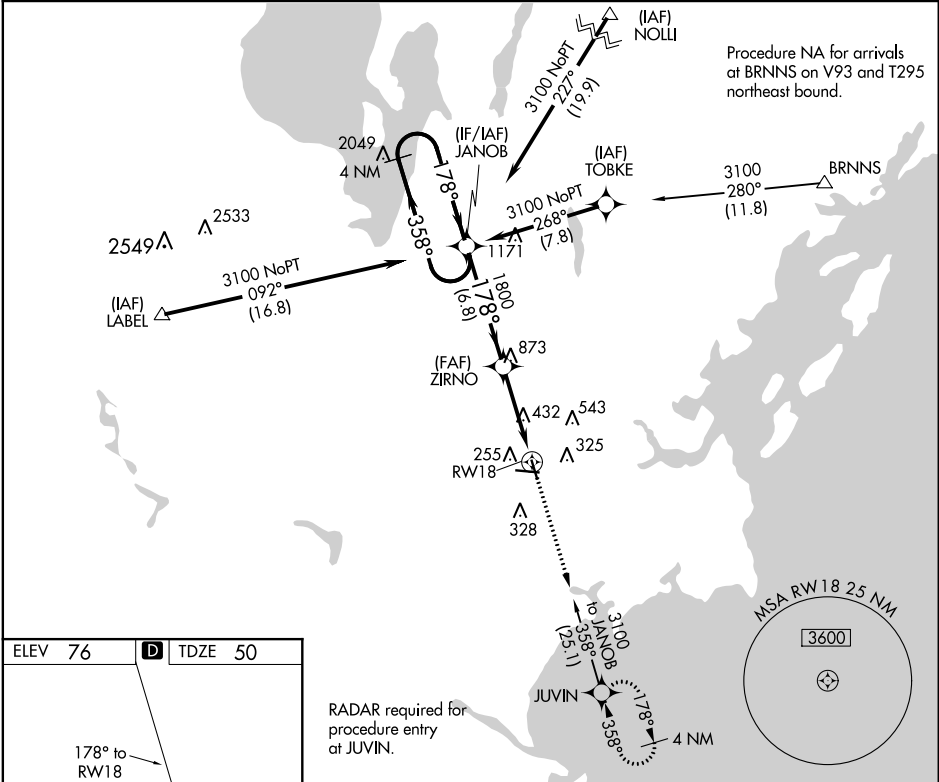 (IAF)
NOLLI
Procedure NA for arrivals
at BRNNS on V93 and T295
northeast bound.
3100 NoPT
227°
(19.9)
2049
4 NM
(IF/IAF)
JANOB
178°
358°
(IAF)
TOBKE
3100
280°
(11.8)
BRNNS
3100 NoPT
268°
(7.8)
1171
2533
2549
3100 NoPT
092°
(16.8)
(IAF)
LABEL
1800
178°
(6.8)
(FAF)
ZIRNO
873
432
543
255
325
RW18
328
3100
to JANOB
358°
(25.1)
JUVIN
178°
358°
4 NM
MSA RW18 25 NM
3600
ELEV 76
D
TDZE 50
178° to
RW18
RADAR required for
procedure entry
at JUVIN.